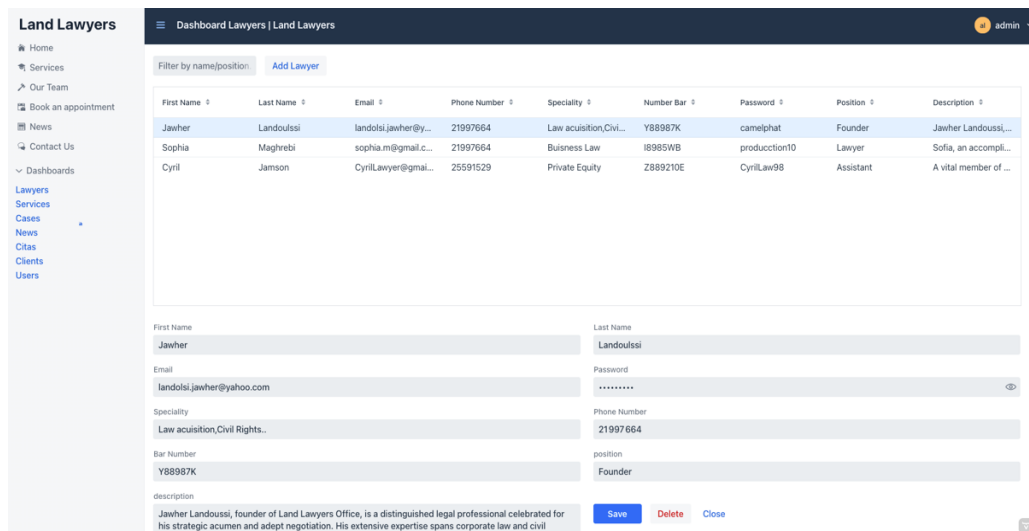 Land Lawyers
Dashboard Lawyers | Land Lawyers
al admin
Home
Services
Our Team
Book an appointment
News
Contact Us
Dashboards
Lawyers
Services
Cases
News
Citas
Clients
Users
Filter by name/position Add Lawyer
First Name Last Name Email Phone Number Speciality Number Bar Password Position Description
Jawher Landoulssi landolsi.jawher@y... 21997664 Law acuisition,Civi... Y88987K camelphat Founder Jawher Landoussi,...
Sophia Maghrebi sophia.m@gmail.c... 21997664 Buisness Law I8985WB producction10 Lawyer Sofia, an accompli...
Cyril Jamson CyrilLawyer@gmai... 25591529 Private Equity Z889210E CyrilLaw98 Assistant A vital member of ...
First Name Last Name
Jawher Landoulssi
Email Password
landolsi.jawher@yahoo.com •••••••••
Speciality Phone Number
Law acuisition,Civil Rights.. 21997664
Bar Number position
Y88987K Founder
description
Jawher Landoussi, founder of Land Lawyers Office, is a distinguished legal professional celebrated for
his strategic acumen and adept negotiation. His extensive expertise spans corporate law and civil
Save Delete Close